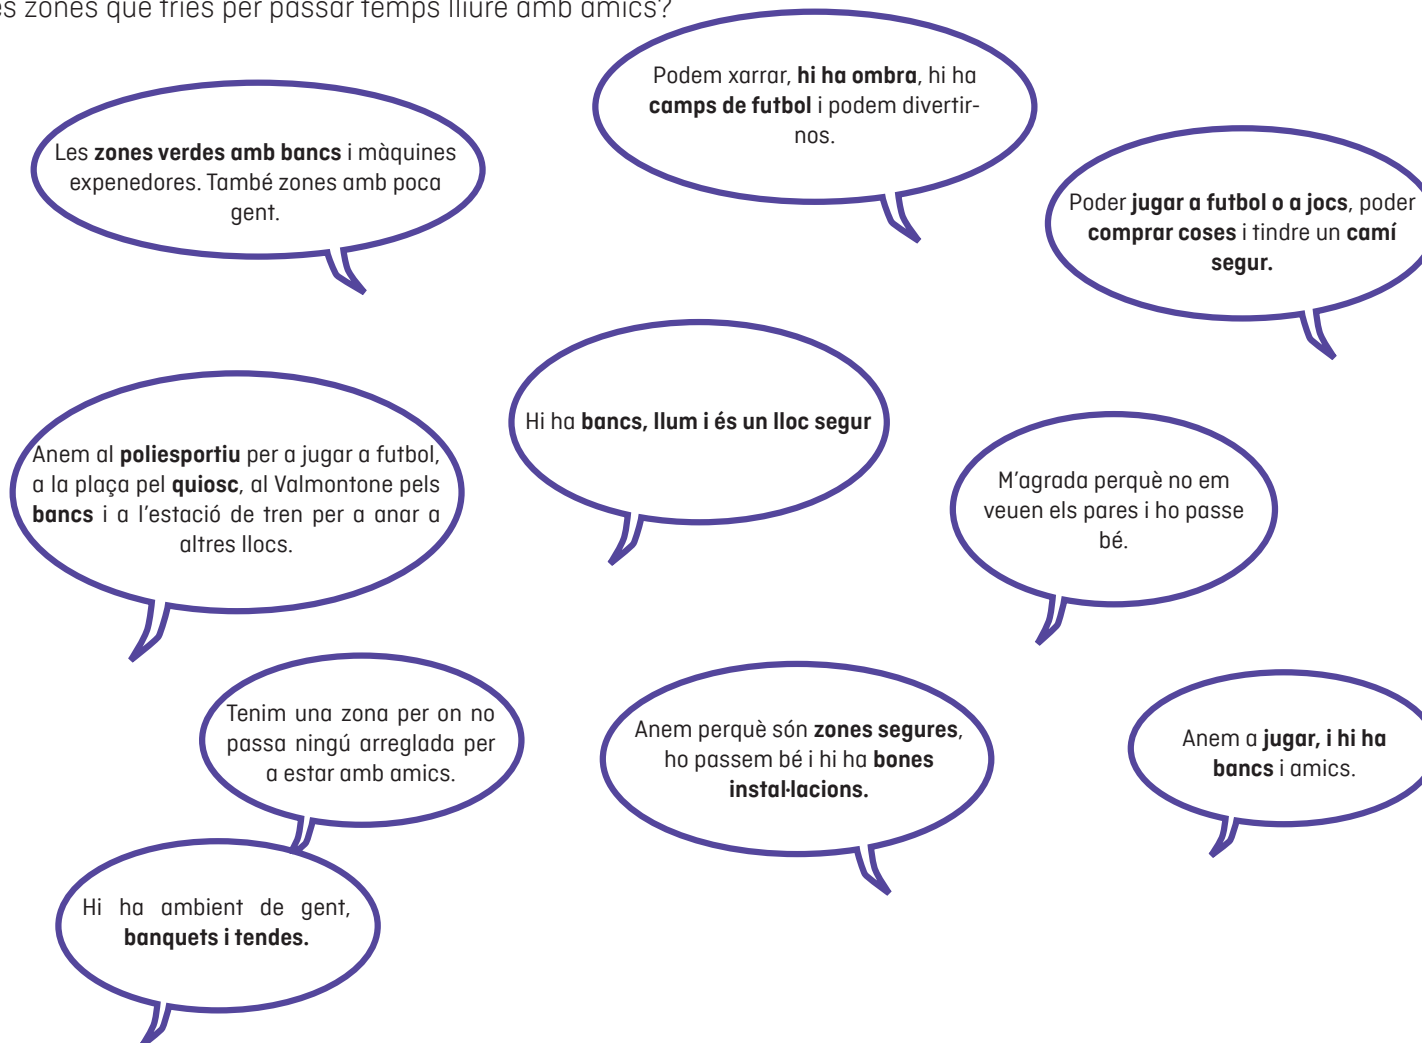 es zones que tries per passar temps lliure amb amics?
Podem xarrar, hi ha ombra, hi ha
camps de futbol i podem divertir-
nos.
Les zones verdes amb bancs i màquines
expenedores. També zones amb poca
gent.
Poder jugar a futbol o a jocs, poder
comprar coses i tindre un camí
segur.
Hi ha bancs, llum i és un lloc segur
Anem al poliesportiu per a jugar a futbol,
a la plaça pel quiosc, al Valmontone pels
bancs i a l'estació de tren per a anar a
altres llocs.
M'agrada perquè no em
veuen els pares i ho passe
bé.
Tenim una zona per on no
passa ningú arreglada per
a estar amb amics.
Anem perquè són zones segures,
ho passem bé i hi ha bones
instal·lacions.
Anem a jugar, i hi ha
bancs i amics.
Hi ha ambient de gent,
banquets i tendes.